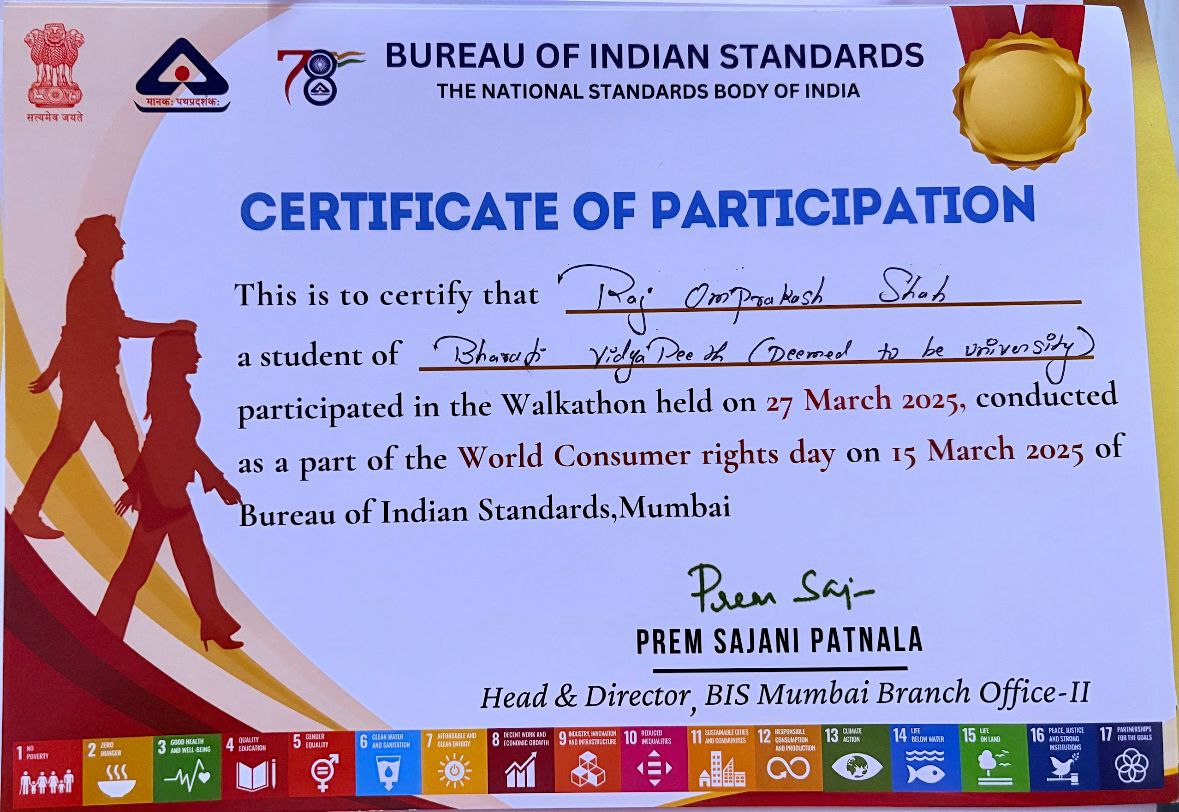 सत्यमेव जयते
मानकः पथप्रदर्शकः
78
BUREAU OF INDIAN STANDARDS
THE NATIONAL STANDARDS BODY OF INDIA
CERTIFICATE OF PARTICIPATION
This is to certify that Raj Omprakash Shah
a student of Bharati Vidya Peeth (Deemed to be university)
participated in the Walkathon held on 27 March 2025, conducted
as a part of the World Consumer rights day on 15 March 2025 of
Bureau of Indian Standards,Mumbai
Prem Saj
PREM SAJANI PATNALA
Head & Director, BIS Mumbai Branch Office-II
1 NO POVERTY
2 ZERO HUNGER
3 GOOD HEALTH AND WELL-BEING
4 QUALITY EDUCATION
5 GENDER EQUALITY
6 CLEAN WATER AND SANITATION
7 AFFORDABLE AND CLEAN ENERGY
8 DECENT WORK AND ECONOMIC GROWTH
9 INDUSTRY, INNOVATION AND INFRASTRUCTURE
10 REDUCED INEQUALITIES
11 SUSTAINABLE CITIES AND COMMUNITIES
12 RESPONSIBLE CONSUMPTION AND PRODUCTION
13 CLIMATE ACTION
14 LIFE BELOW WATER
15 LIFE ON LAND
16 PEACE, JUSTICE AND STRONG INSTITUTIONS
17 PARTNERSHIPS FOR THE GOALS